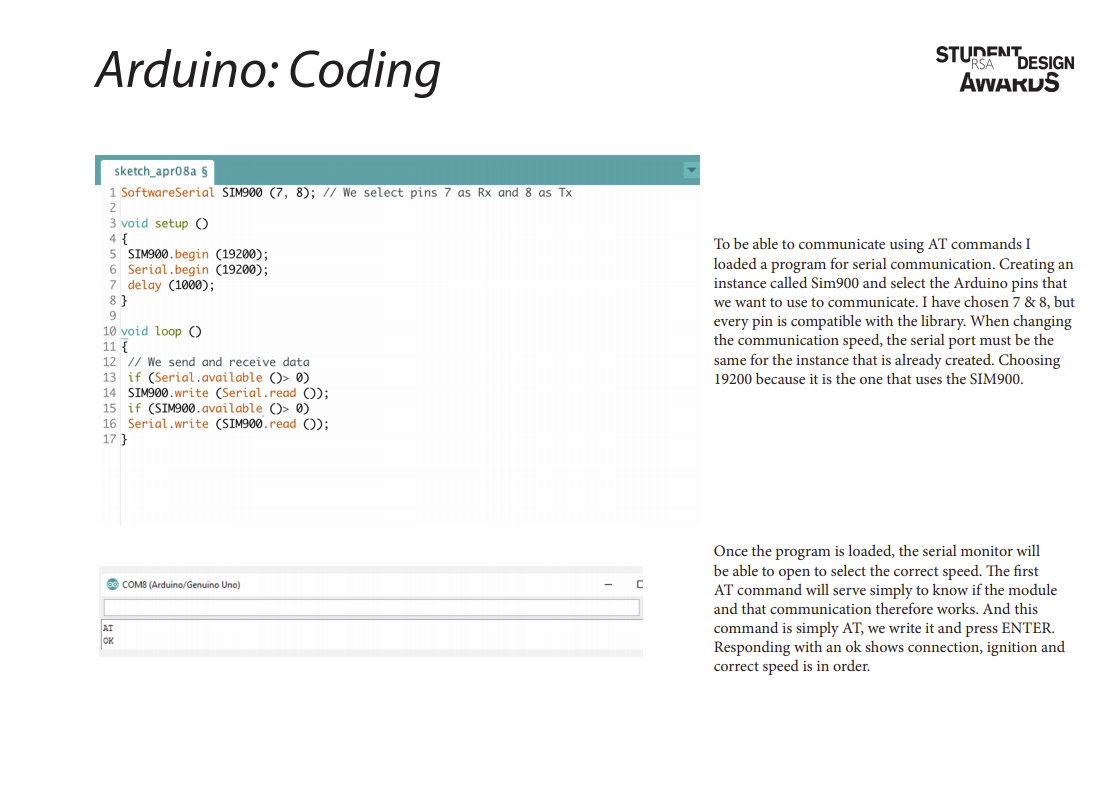 Arduino: Coding
STUDENT
RSA
DESIGN
AWARDS
sketch_apr08a §
1 SoftwareSerial SIM900 (7, 8); // We select pins 7 as Rx and 8 as Tx
2
3 void setup ()
4 {
5 SIM900.begin (19200);
6 Serial.begin (19200);
7 delay (1000);
8 }
9
10 void loop ()
11 {
12 // We send and receive data
13 if (Serial.available ()> 0)
14 SIM900.write (Serial.read ());
15 if (SIM900.available ()> 0)
16 Serial.write (SIM900.read ());
17 }
To be able to communicate using AT commands I
loaded a program for serial communication. Creating an
instance called Sim900 and select the Arduino pins that
we want to use to communicate. I have chosen 7 & 8, but
every pin is compatible with the library. When changing
the communication speed, the serial port must be the
same for the instance that is already created. Choosing
19200 because it is the one that uses the SIM900.
COM8 (Arduino/Genuino Uno)
AT
OK
Once the program is loaded, the serial monitor will
be able to open to select the correct speed. The first
AT command will serve simply to know if the module
and that communication therefore works. And this
command is simply AT, we write it and press ENTER.
Responding with an ok shows connection, ignition and
correct speed is in order.